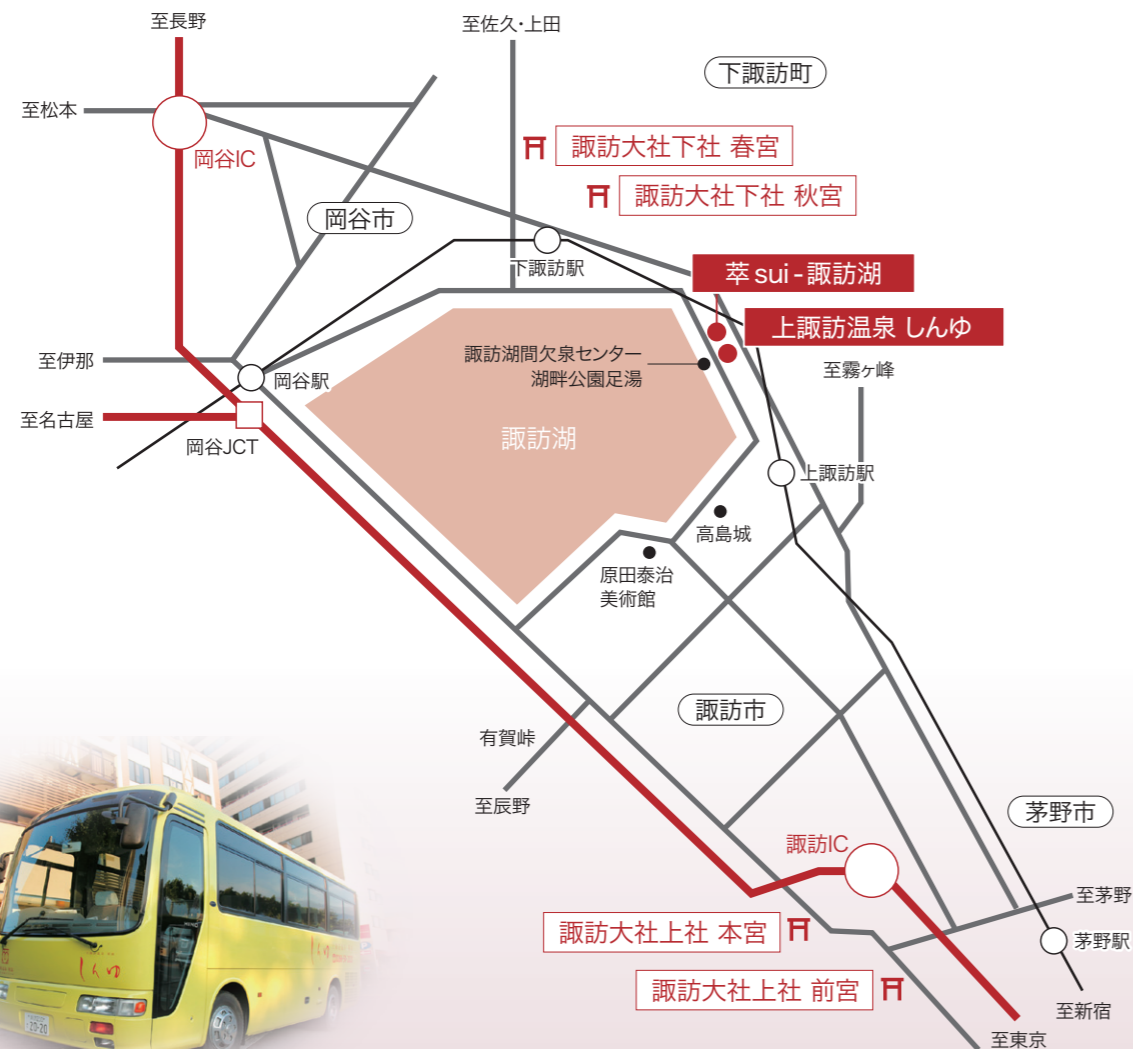 至長野
至佐久・上田
下諏訪町
至松本
岡谷IC
諏訪大社下社 春宮
諏訪大社下社 秋宮
岡谷市
下諏訪駅
萃 sui - 諏訪湖
上諏訪温泉 しんゆ
諏訪湖間欠泉センター
湖畔公園足湯
至伊那
岡谷駅
至霧ヶ峰
至名古屋
岡谷JCT
諏訪湖
上諏訪駅
高島城
原田泰治
美術館
諏訪市
有賀峠
至辰野
茅野市
諏訪IC
至茅野
諏訪大社上社 本宮
茅野駅
諏訪大社上社 前宮
至新宿
至東京
しんゆ
しんゆ
20-20